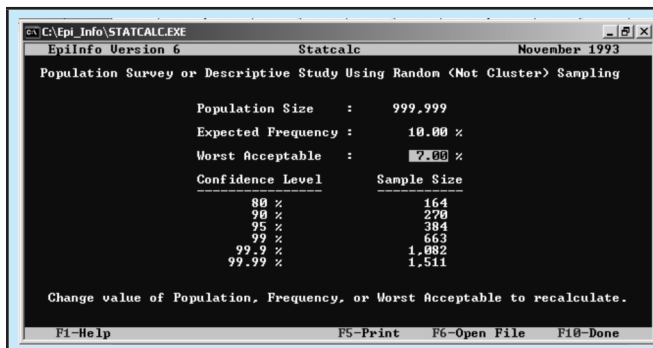 C:\Epi_Info\STATCALC.EXE
EpiInfo Version 6 Statcalc November 1993
Population Survey or Descriptive Study Using Random (Not Cluster) Sampling
Population Size : 999,999
Expected Frequency : 10.00 %
Worst Acceptable : 7.00 %
Confidence Level Sample Size
80 % 164
90 % 270
95 % 384
99 % 663
99.9 % 1,082
99.99 % 1,511
Change value of Population, Frequency, or Worst Acceptable to recalculate.
F1-Help F5-Print F6-Open File F10-Done